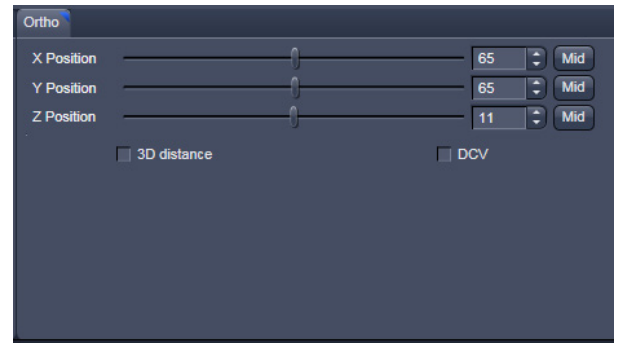 Ortho
X Position 65 Mid
Y Position 65 Mid
Z Position 11 Mid
3D distance DCV